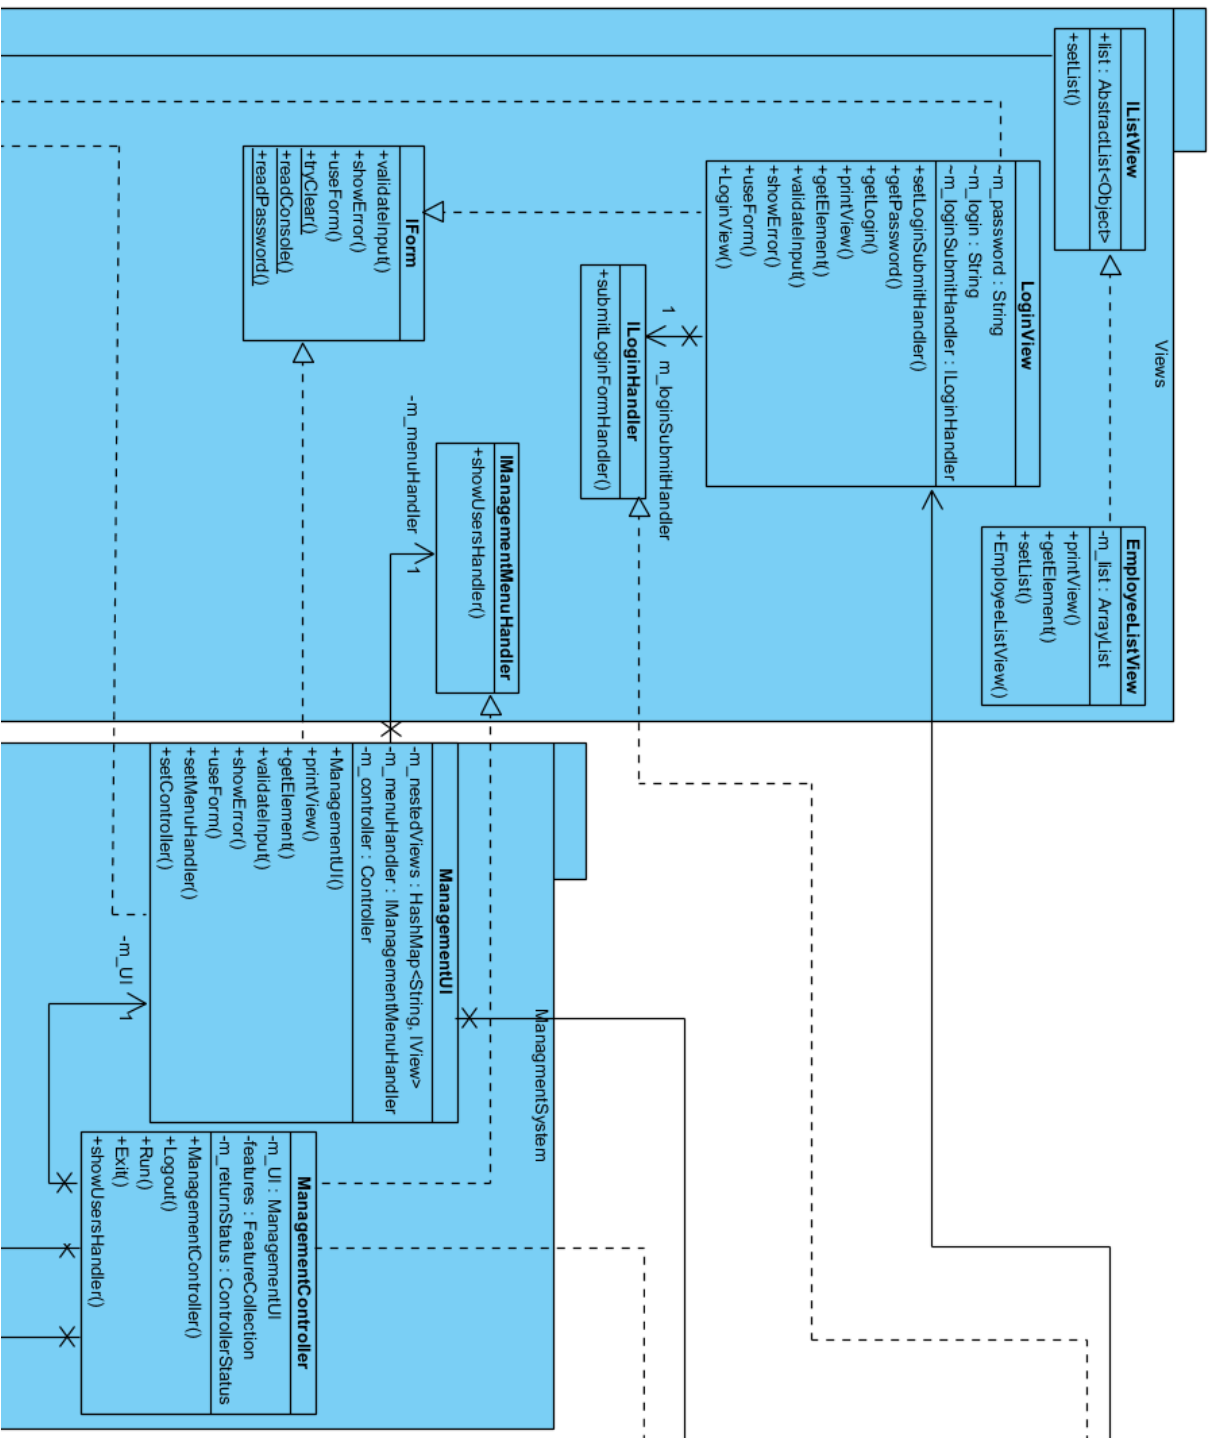 Views
IListView
+list : AbstractList<Object>
+setList()
EmployeeListView
-m_list : ArrayList
+printView()
+getElement()
+setList()
+EmployeeListView()
LoginView
~m_password : String
~m_login : String
~m_loginSubmitHandler : ILoginHandler
+setLoginSubmitHandler()
+getPassword()
+getLogin()
+printView()
+getElement()
+validateInput()
+showError()
+useForm()
+LoginView()
1
m_loginSubmitHandler
ILoginHandler
+submitLoginFormHandler()
IForm
+validateInput()
+showError()
+useForm()
+tryClear()
+readConsole()
+readPassword()
IManagementMenuHandler
+showUsersHandler()
-m_menuHandler
1
ManagmentSystem
ManagementUI
-m_nestedViews : HashMap<String, IView>
-m_menuHandler : IManagementMenuHandler
-m_controller : Controller
+ManagementUI()
+printView()
+getElement()
+validateInput()
+showError()
+useForm()
+setMenuHandler()
+setController()
-m_UI
1
ManagementController
-m_UI : ManagementUI
-features : FeatureCollection
-m_returnStatus : ControllerStatus
+ManagementController()
+Logout()
+Run()
+Exit()
+showUsersHandler()